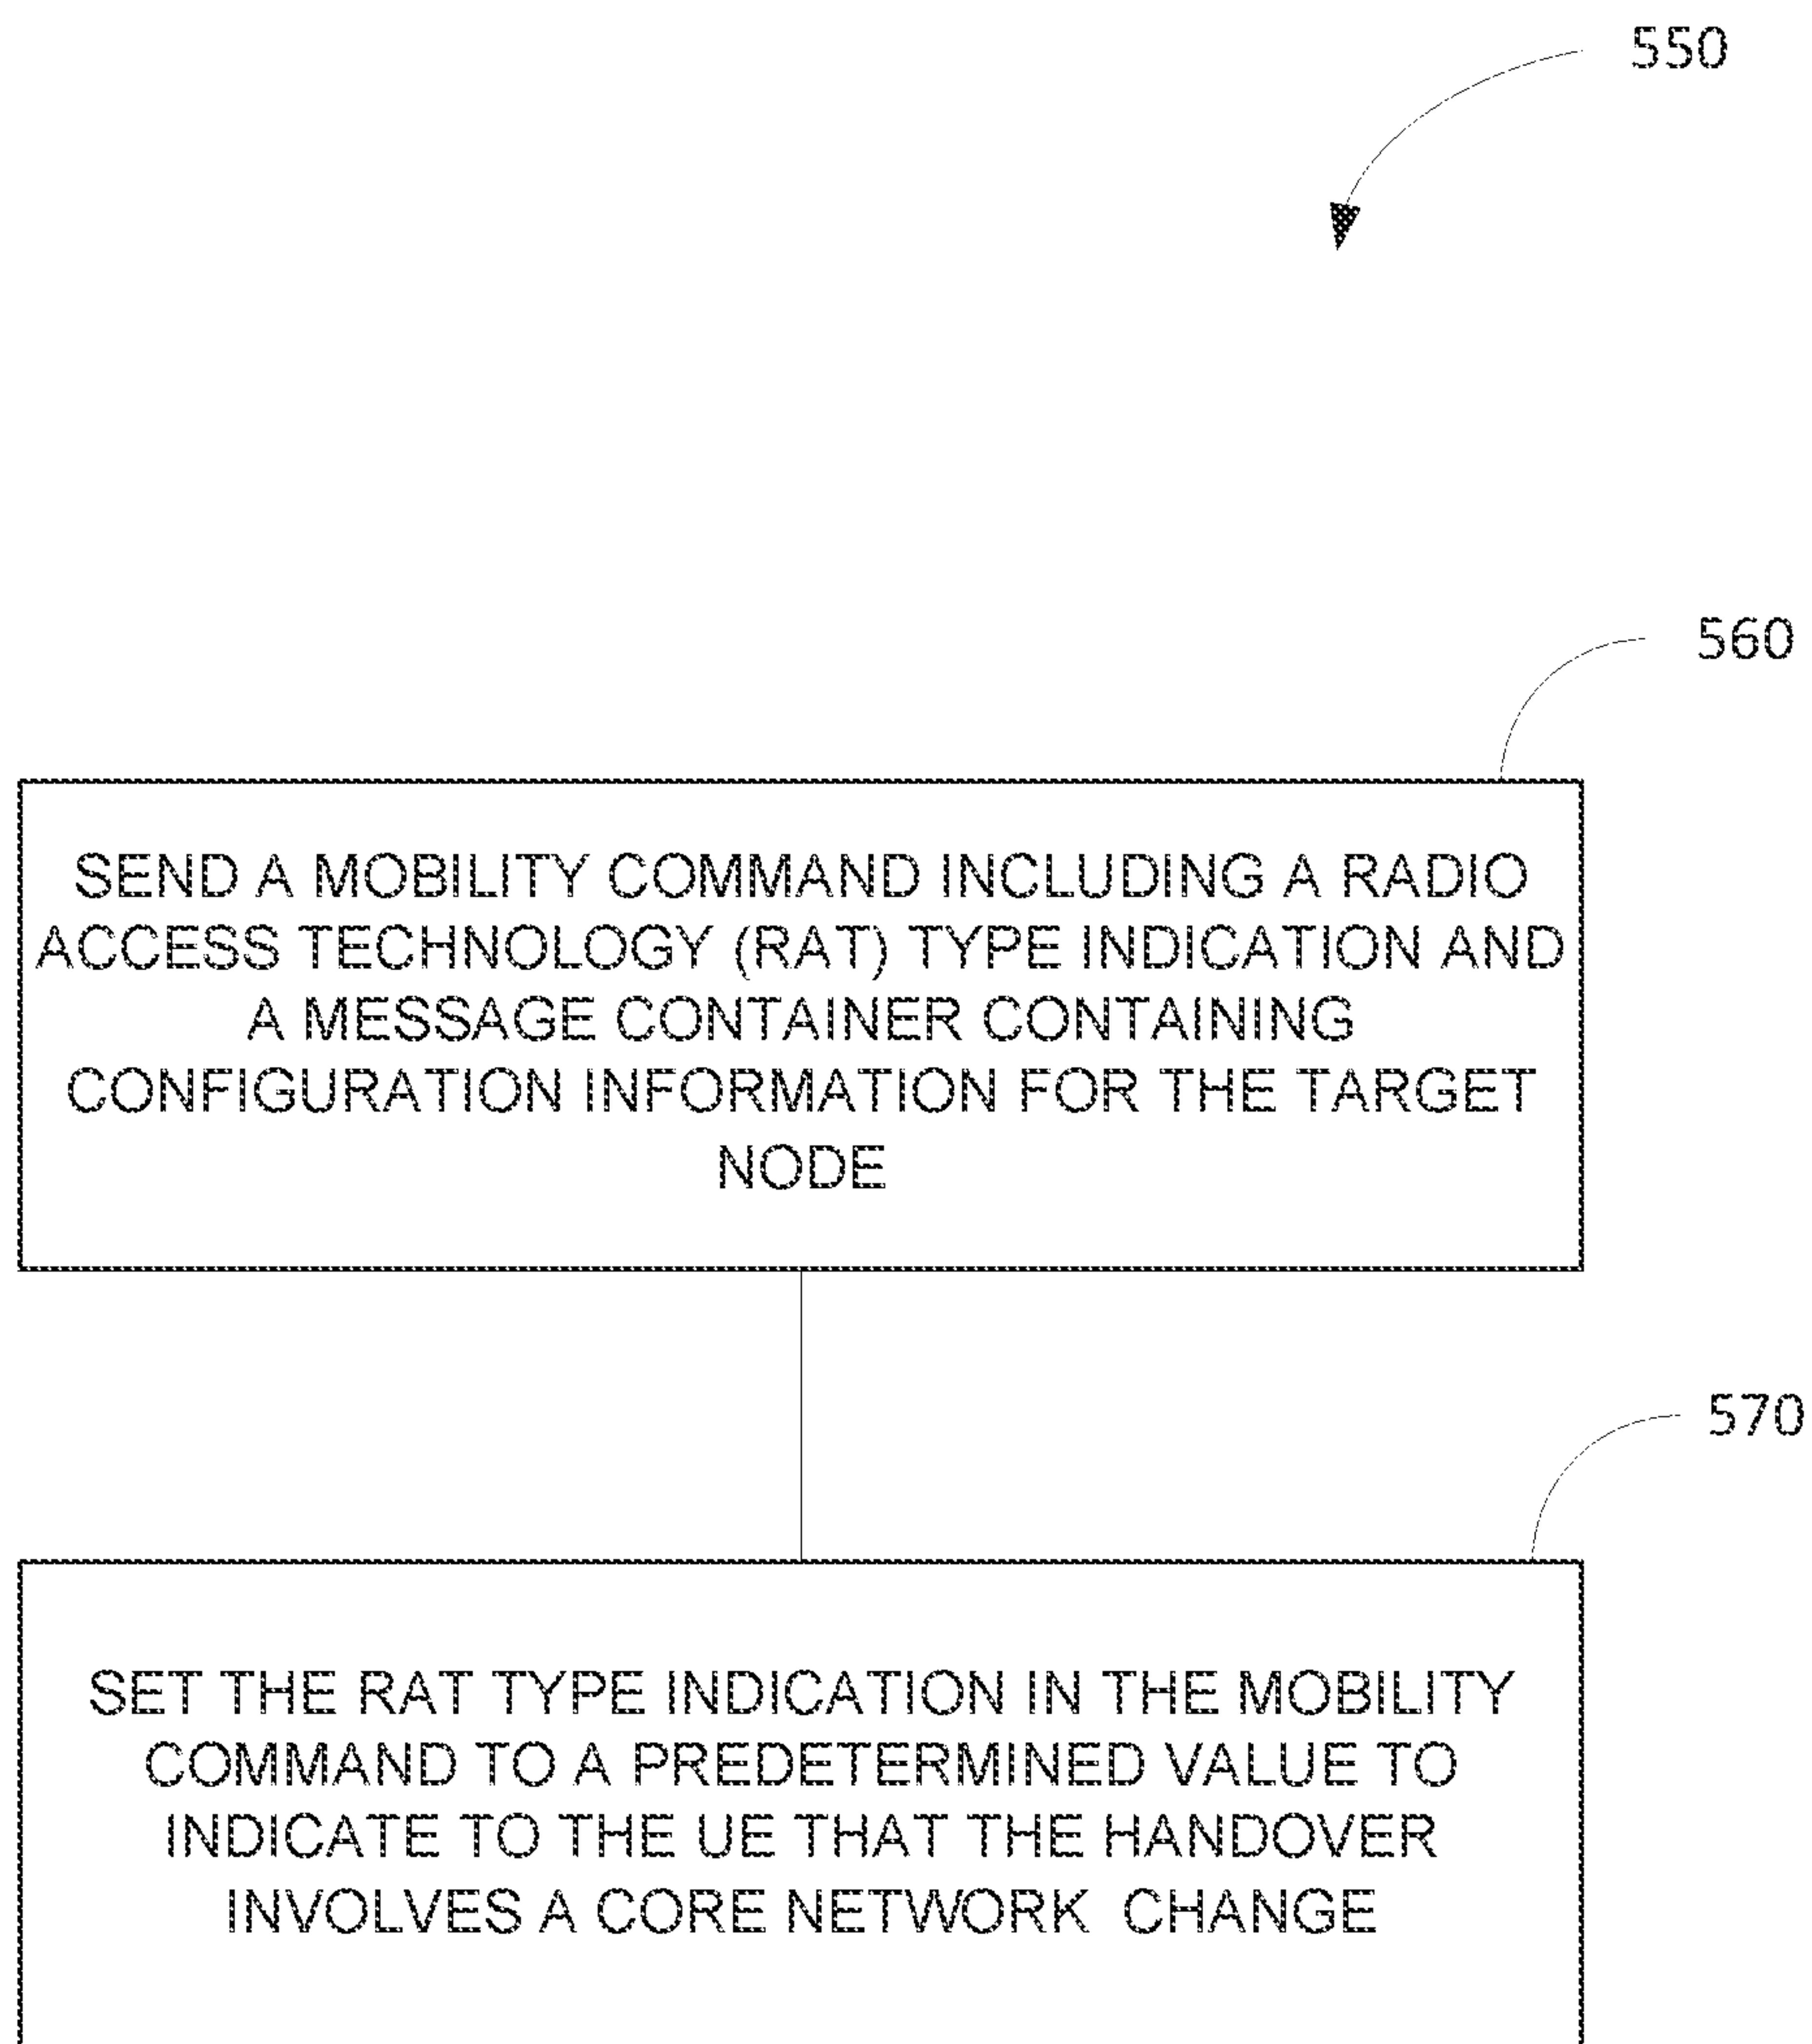 550
560
SEND A MOBILITY COMMAND INCLUDING A RADIO
ACCESS TECHNOLOGY (RAT) TYPE INDICATION AND
A MESSAGE CONTAINER CONTAINING
CONFIGURATION INFORMATION FOR THE TARGET
NODE
570
SET THE RAT TYPE INDICATION IN THE MOBILITY
COMMAND TO A PREDETERMINED VALUE TO
INDICATE TO THE UE THAT THE HANDOVER
INVOLVES A CORE NETWORK CHANGE